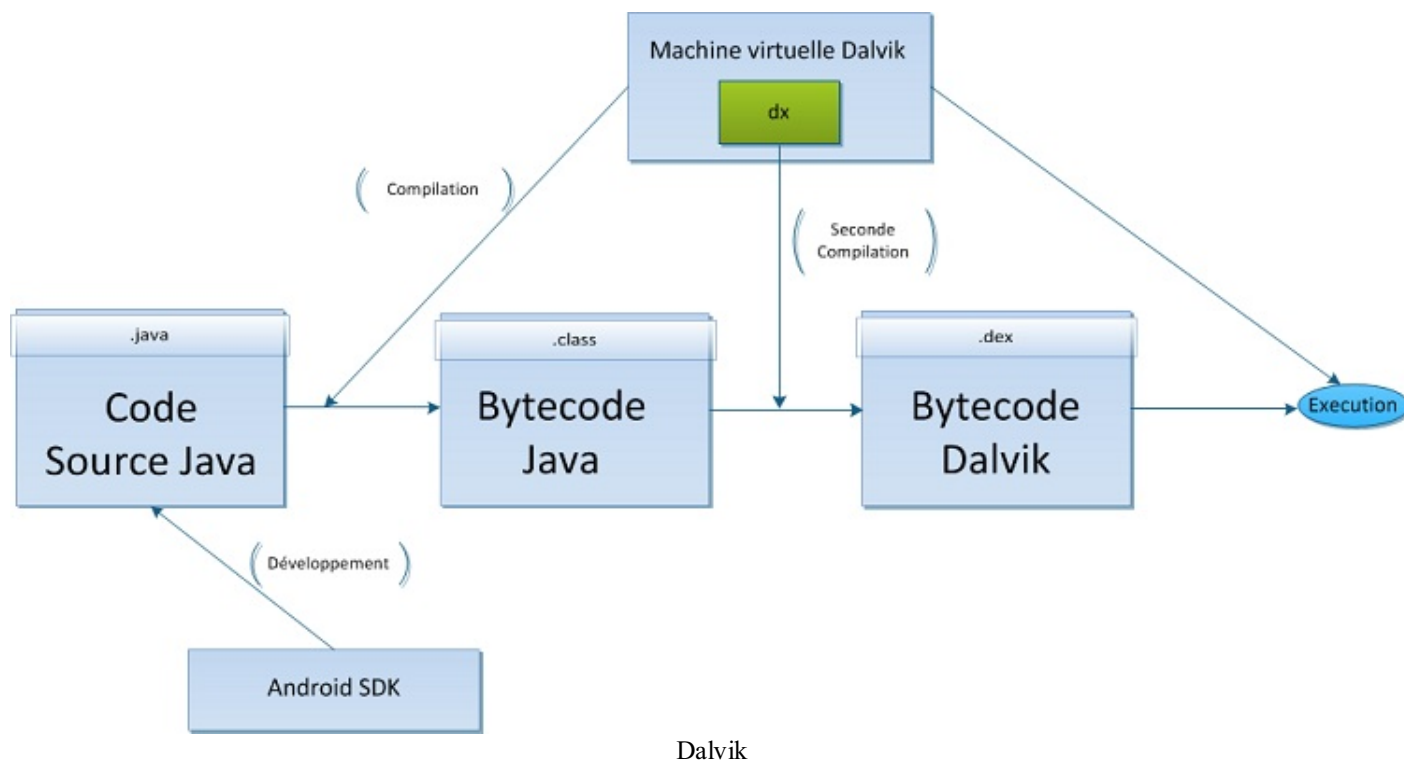 Machine virtuelle Dalvik
dx
Compilation
Seconde
Compilation
.java
Code
Source Java
.class
Bytecode
Java
.dex
Bytecode
Dalvik
Execution
Développement
Android SDK
Dalvik